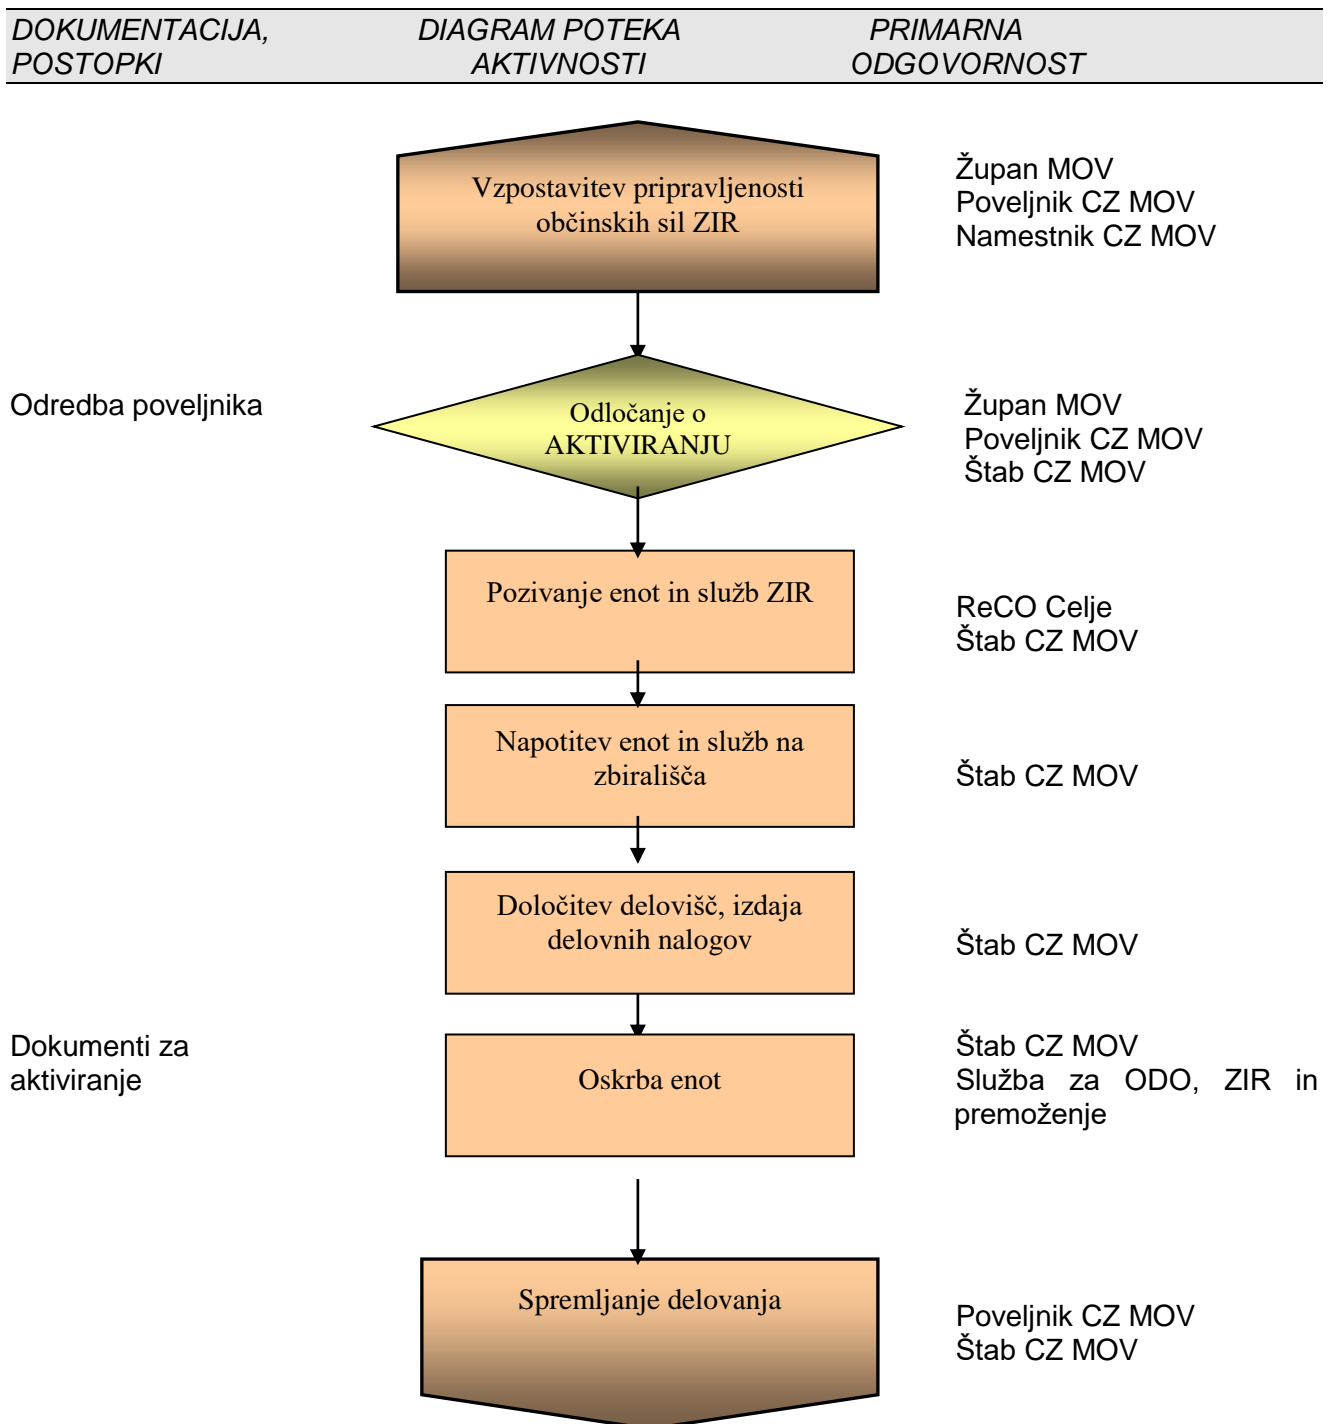 DOKUMENTACIJA, DIAGRAM POTEKA PRIMARNA
POSTOPKI AKTIVNOSTI ODGOVORNOST
Vzpostavitev pripravljenosti
občinskih sil ZIR
Župan MOV
Poveljnik CZ MOV
Namestnik CZ MOV
Odredba poveljnika
Odločanje o
AKTIVIRANJU
Župan MOV
Poveljnik CZ MOV
Štab CZ MOV
Pozivanje enot in služb ZIR
ReCO Celje
Štab CZ MOV
Napotitev enot in služb na
zbirališča
Štab CZ MOV
Določitev delovišč, izdaja
delovnih nalogov
Štab CZ MOV
Dokumenti za
aktiviranje
Oskrba enot
Štab CZ MOV
Služba za ODO, ZIR in
premoženje
Spremljanje delovanja
Poveljnik CZ MOV
Štab CZ MOV